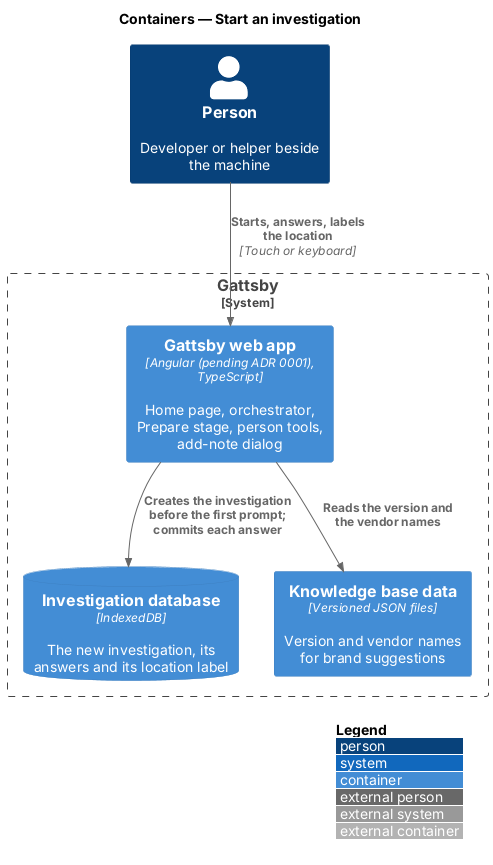 Containers — Start an investigation
Person
Developer or helper beside
the machine
Starts, answers, labels
the location
[Touch or keyboard]
Gattsby
[System]
Gattsby web app
[Angular (pending ADR 0001),
TypeScript]
Home page, orchestrator,
Prepare stage, person tools,
add-note dialog
Creates the investigation
before the first prompt;
commits each answer
Reads the version and
the vendor names
Investigation database
[IndexedDB]
The new investigation, its
answers and its location label
Knowledge base data
[Versioned JSON files]
Version and vendor names
for brand suggestions
Legend
person
system
container
external person
external system
external container